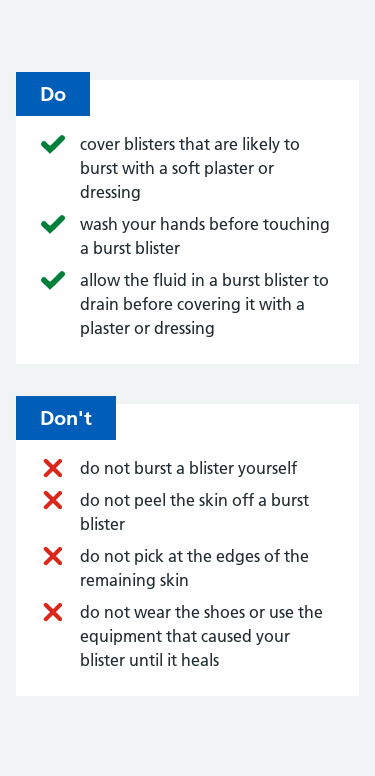 Do
cover blisters that are likely to
burst with a soft plaster or
dressing
wash your hands before touching
a burst blister
allow the fluid in a burst blister to
drain before covering it with a
plaster or dressing
Don't
do not burst a blister yourself
do not peel the skin off a burst
blister
do not pick at the edges of the
remaining skin
do not wear the shoes or use the
equipment that caused your
blister until it heals